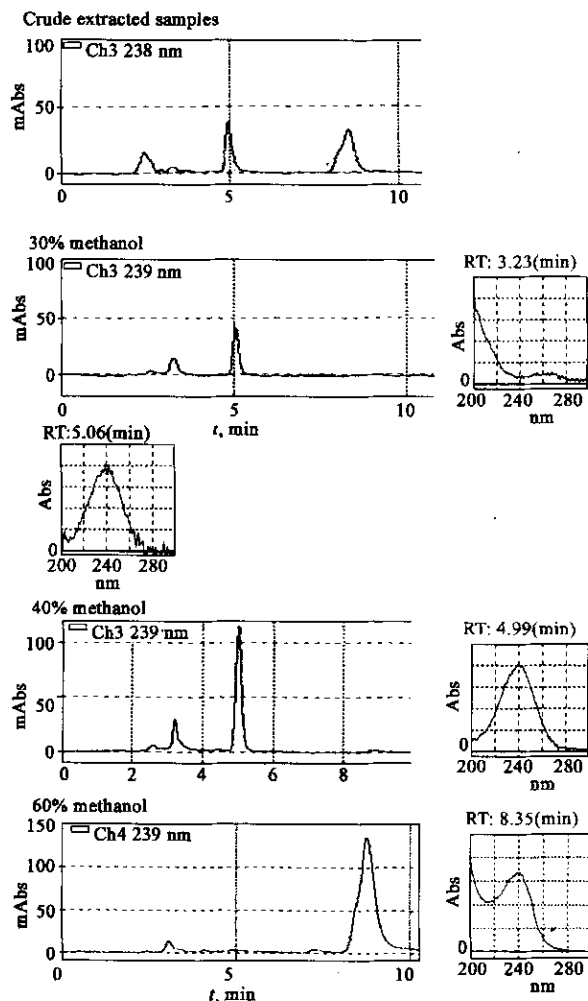 Crude extracted samples
100
Ch3 238 nm
50
mAbs
0
0 5 10
30% methanol
100
Ch3 239 nm
50
mAbs
0
0 5 10
t, min
RT: 3.23(min)
Abs
0
200 240 280
nm
RT:5.06(min)
Abs
0
200 240 280
nm
40% methanol
100
Ch3 239 nm
50
mAbs
0
0 2 4 6 8
RT: 4.99(min)
Abs
0
200 240 280
nm
60% methanol
150
Ch4 239 nm
100
50
mAbs
0
0 5 10
t, min
RT: 8.35(min)
Abs
0
200 240 280
nm